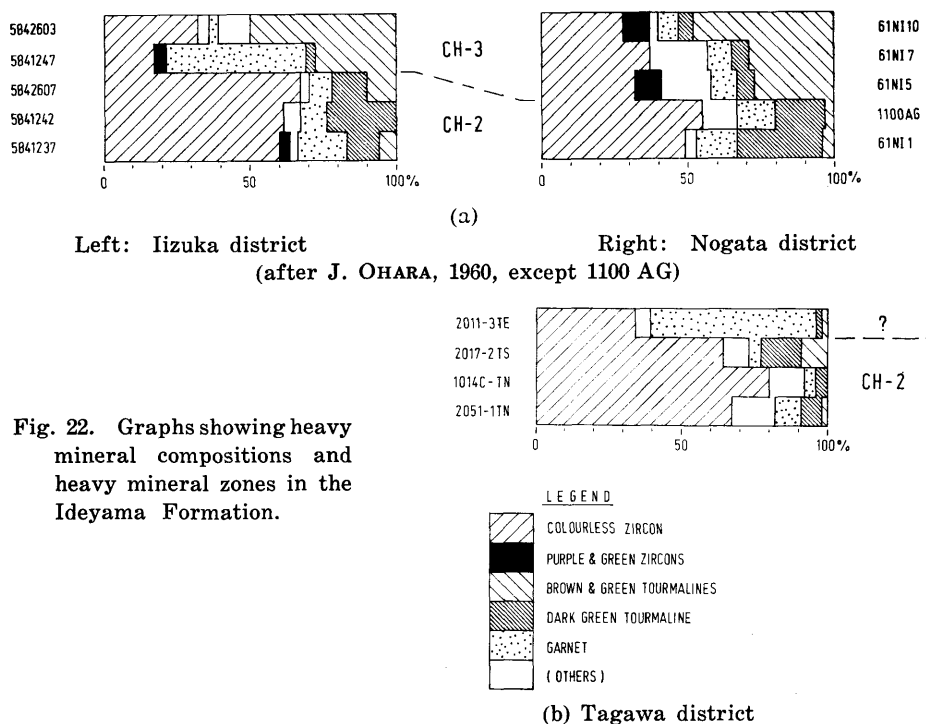 5842603
5841247
5842607
5841242
5841237
CH-3
CH-2
0 50 100%
61NI10
61NI7
61NI5
1100AG
61NI1
0 50 100%
(a)
Left: Iizuka district Right: Nogata district
(after J. OHARA, 1960, except 1100 AG)
2011-3TE
2017-2TS
1014C-TN
2051-1TN
?
CH-2
0 50 100%
Fig. 22. Graphs showing heavy
mineral compositions and
heavy mineral zones in the
Ideyama Formation.
LEGEND
COLOURLESS ZIRCON
PURPLE & GREEN ZIRCONS
BROWN & GREEN TOURMALINES
DARK GREEN TOURMALINE
GARNET
(OTHERS)
(b) Tagawa district